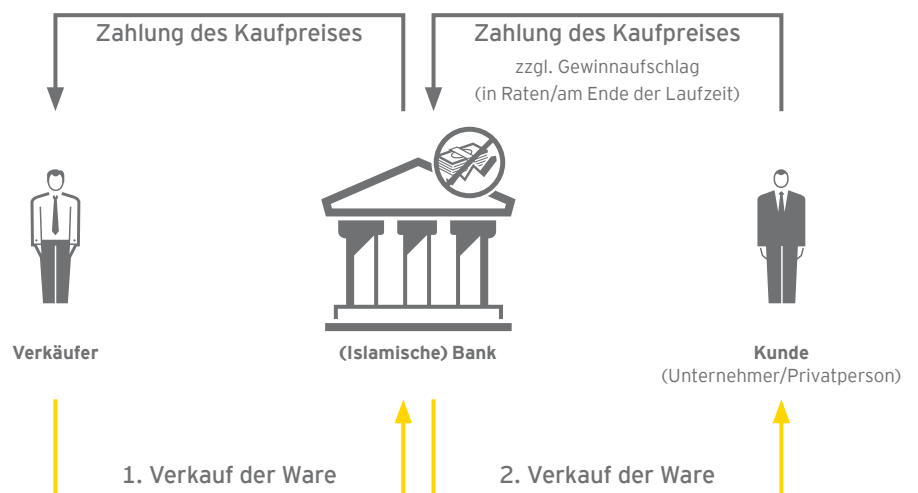 Zahlung des Kaufpreises
Zahlung des Kaufpreises
zzgl. Gewinnaufschlag
(in Raten/am Ende der Laufzeit)
Verkäufer
(Islamische) Bank
Kunde
(Unternehmer/Privatperson)
1. Verkauf der Ware
2. Verkauf der Ware